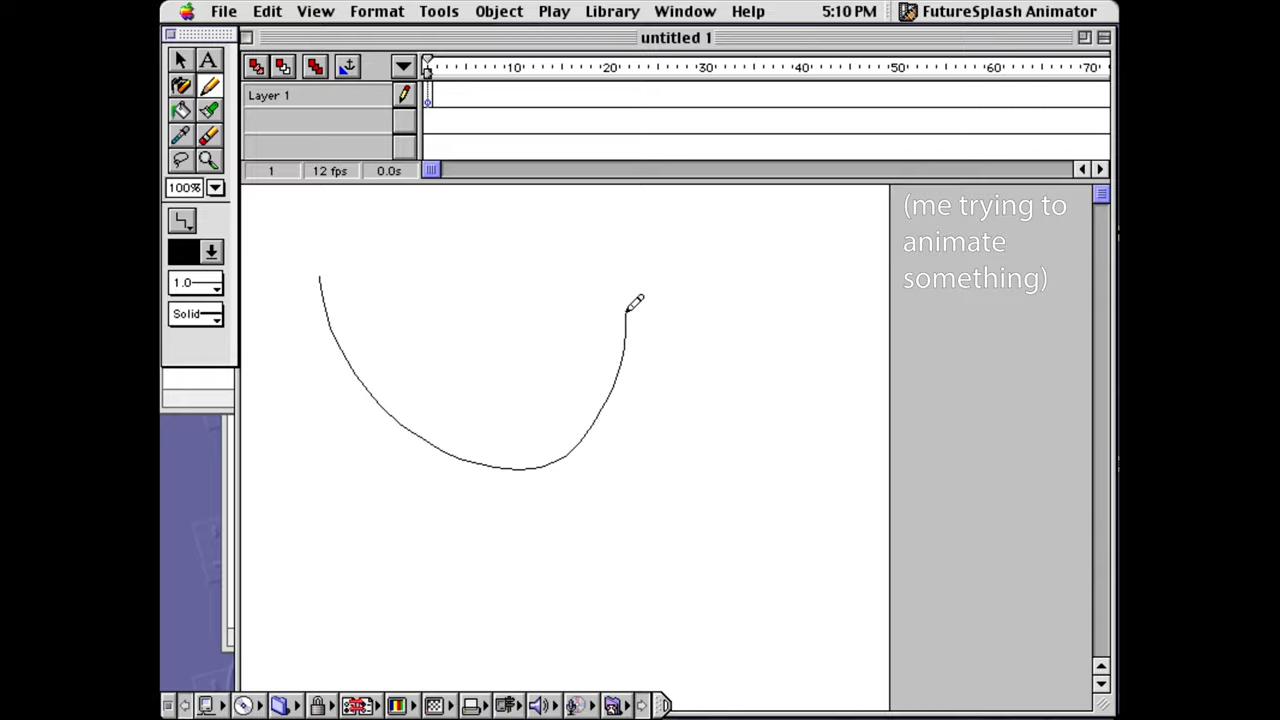 File Edit View Format Tools Object Play Library Window Help 5:10 PM FutureSplash Animator
untitled 1
10 20 30 40 50 60 70
Layer 1
1 12 fps 0.0s
100%
1.0
Solid
(me trying to
animate
something)